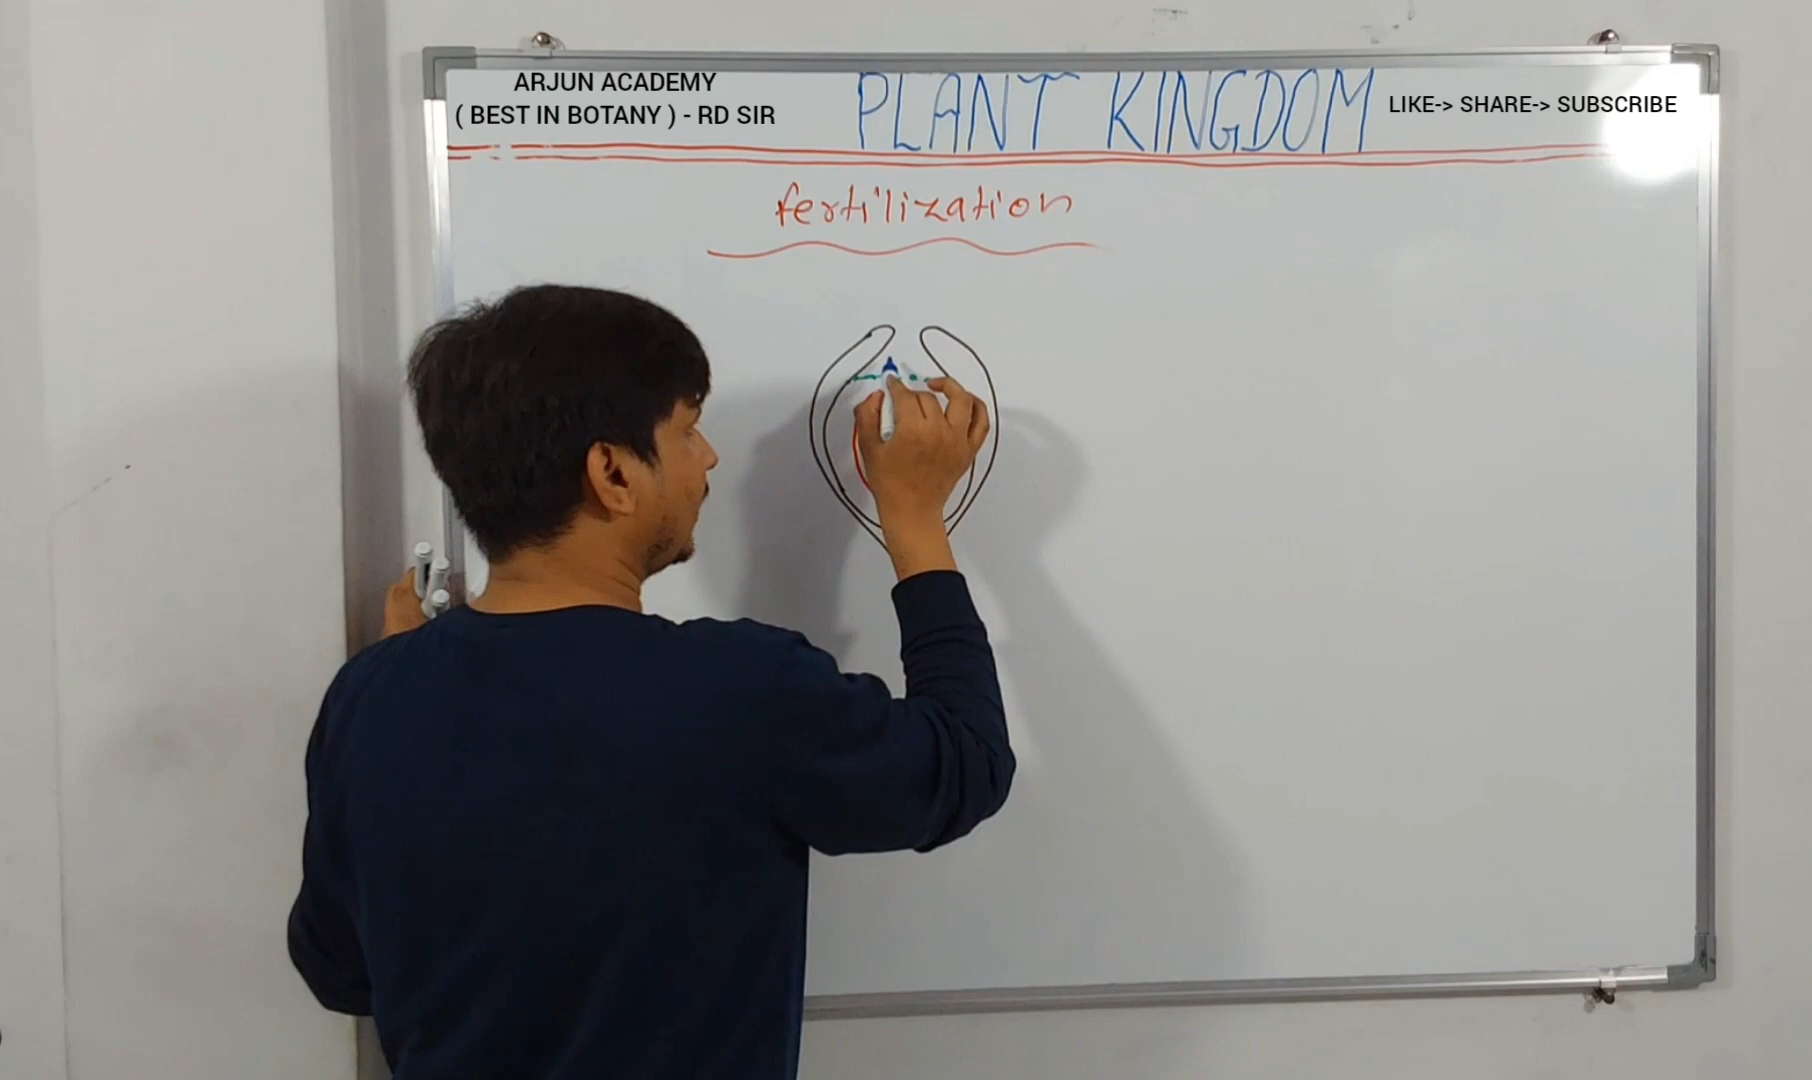 ARJUN ACADEMY
( BEST IN BOTANY ) - RD SIR
PLANT KINGDOM
LIKE-> SHARE-> SUBSCRIBE
fertilization